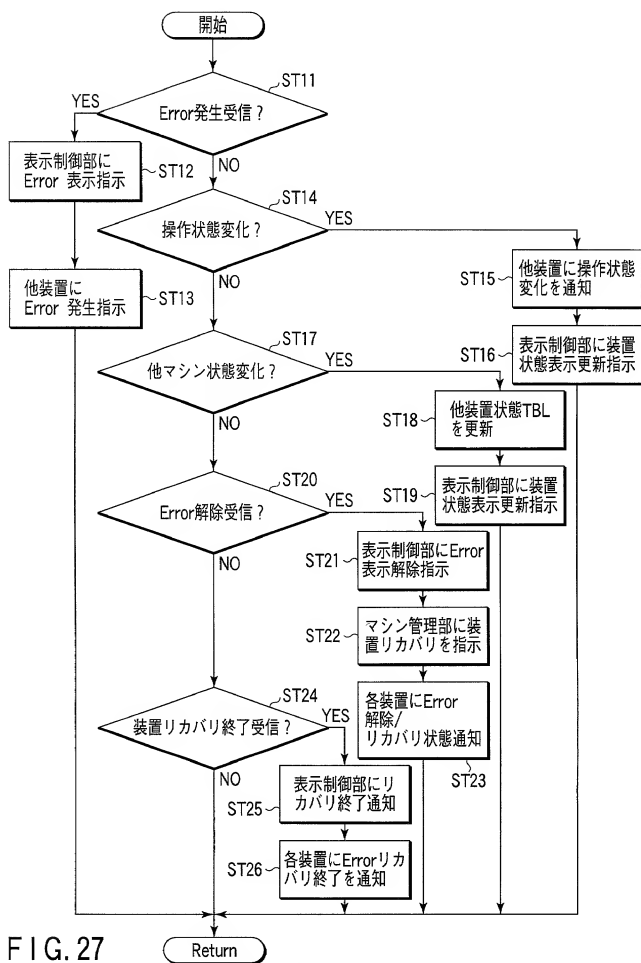 開始
ST11
Error発生受信？
YES
NO
表示制御部に
Error 表示指示
ST12
他装置に
Error 発生指示
ST13
ST14
操作状態変化？
YES
NO
ST15
他装置に操作状態
変化を通知
ST16
表示制御部に装置
状態表示更新指示
ST17
他マシン状態変化？
YES
NO
ST18
他装置状態TBL
を更新
ST19
表示制御部に装置
状態表示更新指示
ST20
Error解除受信？
YES
NO
ST21
表示制御部にError
表示解除指示
ST22
マシン管理部に装
置リカバリを指示
各装置にError
解除/
リカバリ状態通知
ST23
ST24
装置リカバリ終了受信？
YES
NO
表示制御部にリ
カバリ終了通知
ST25
ST26
各装置にErrorリカ
バリ終了を通知
Return
FIG. 27